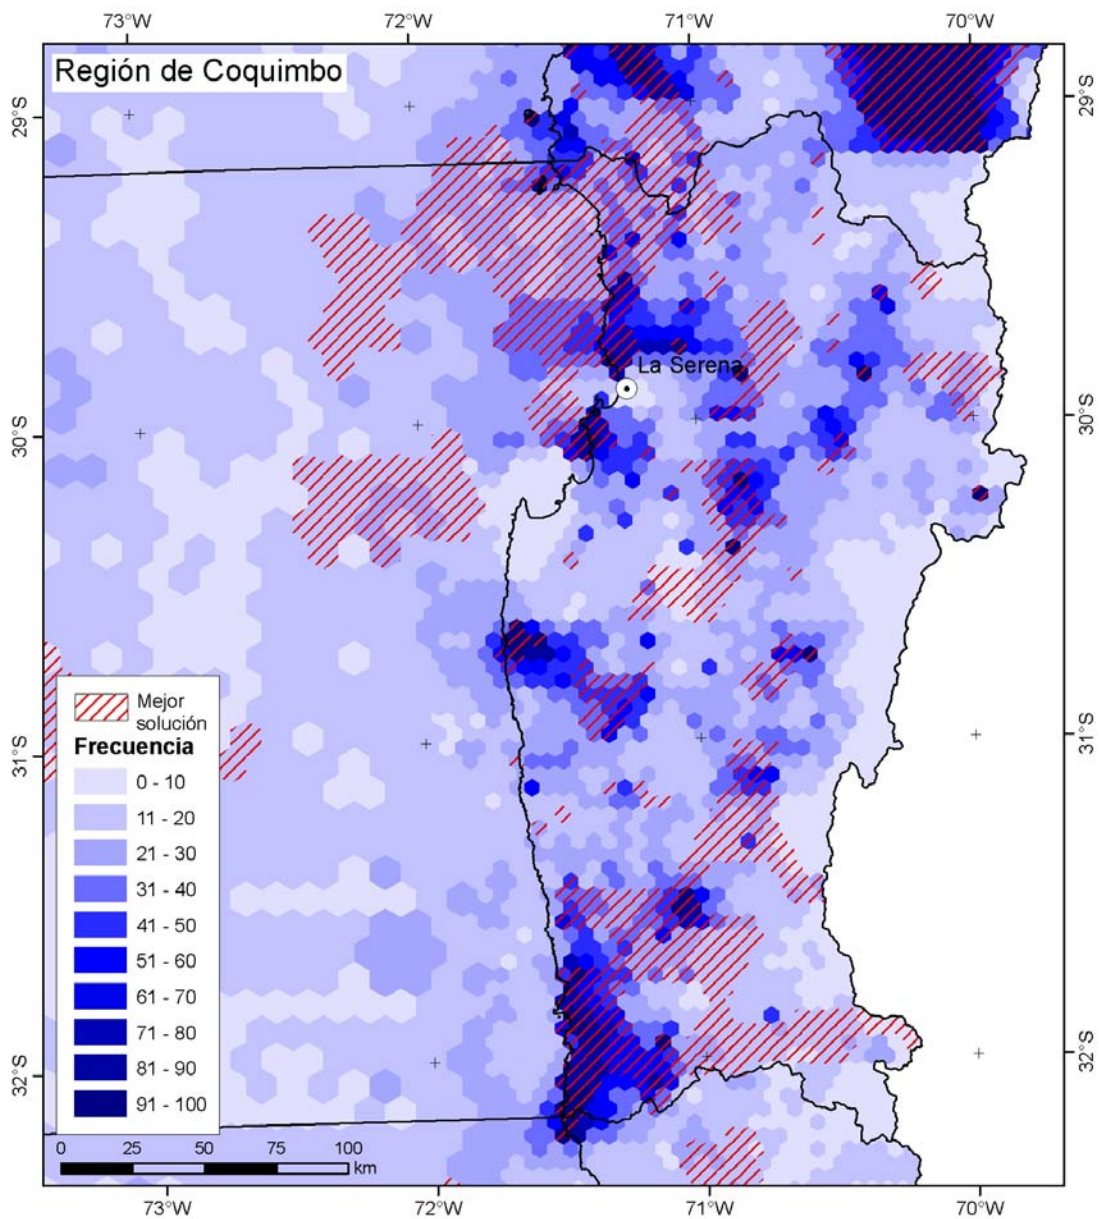 73°W 72°W 71°W 70°W
Región de Coquimbo
29°S 29°S
La Serena
30°S 30°S
31°S 31°S
Mejor
solución
Frecuencia
0 - 10
11 - 20
21 - 30
31 - 40
41 - 50
51 - 60
61 - 70
71 - 80
81 - 90
91 - 100
32°S 32°S
0 25 50 75 100
km
73°W 72°W 71°W 70°W